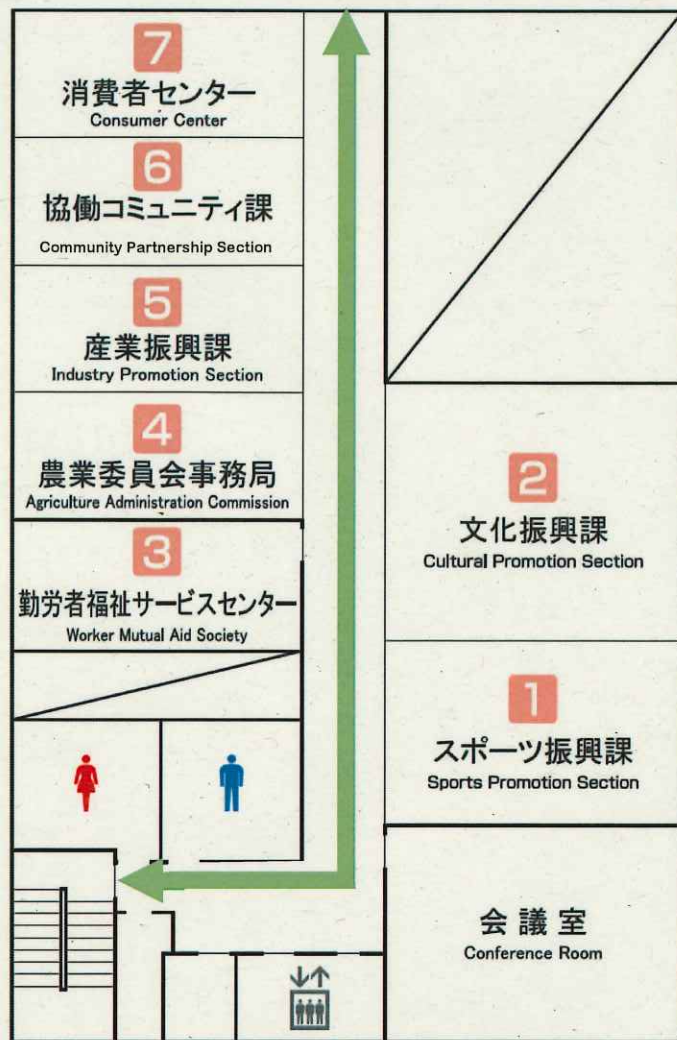 7
消費者センター
Consumer Center
6
協働コミュニティ課
Community Partnership Section
5
産業振興課
Industry Promotion Section
4
農業委員会事務局
Agriculture Administration Commission
3
勤労者福祉サービスセンター
Worker Mutual Aid Society
2
文化振興課
Cultural Promotion Section
1
スポーツ振興課
Sports Promotion Section
会議室
Conference Room